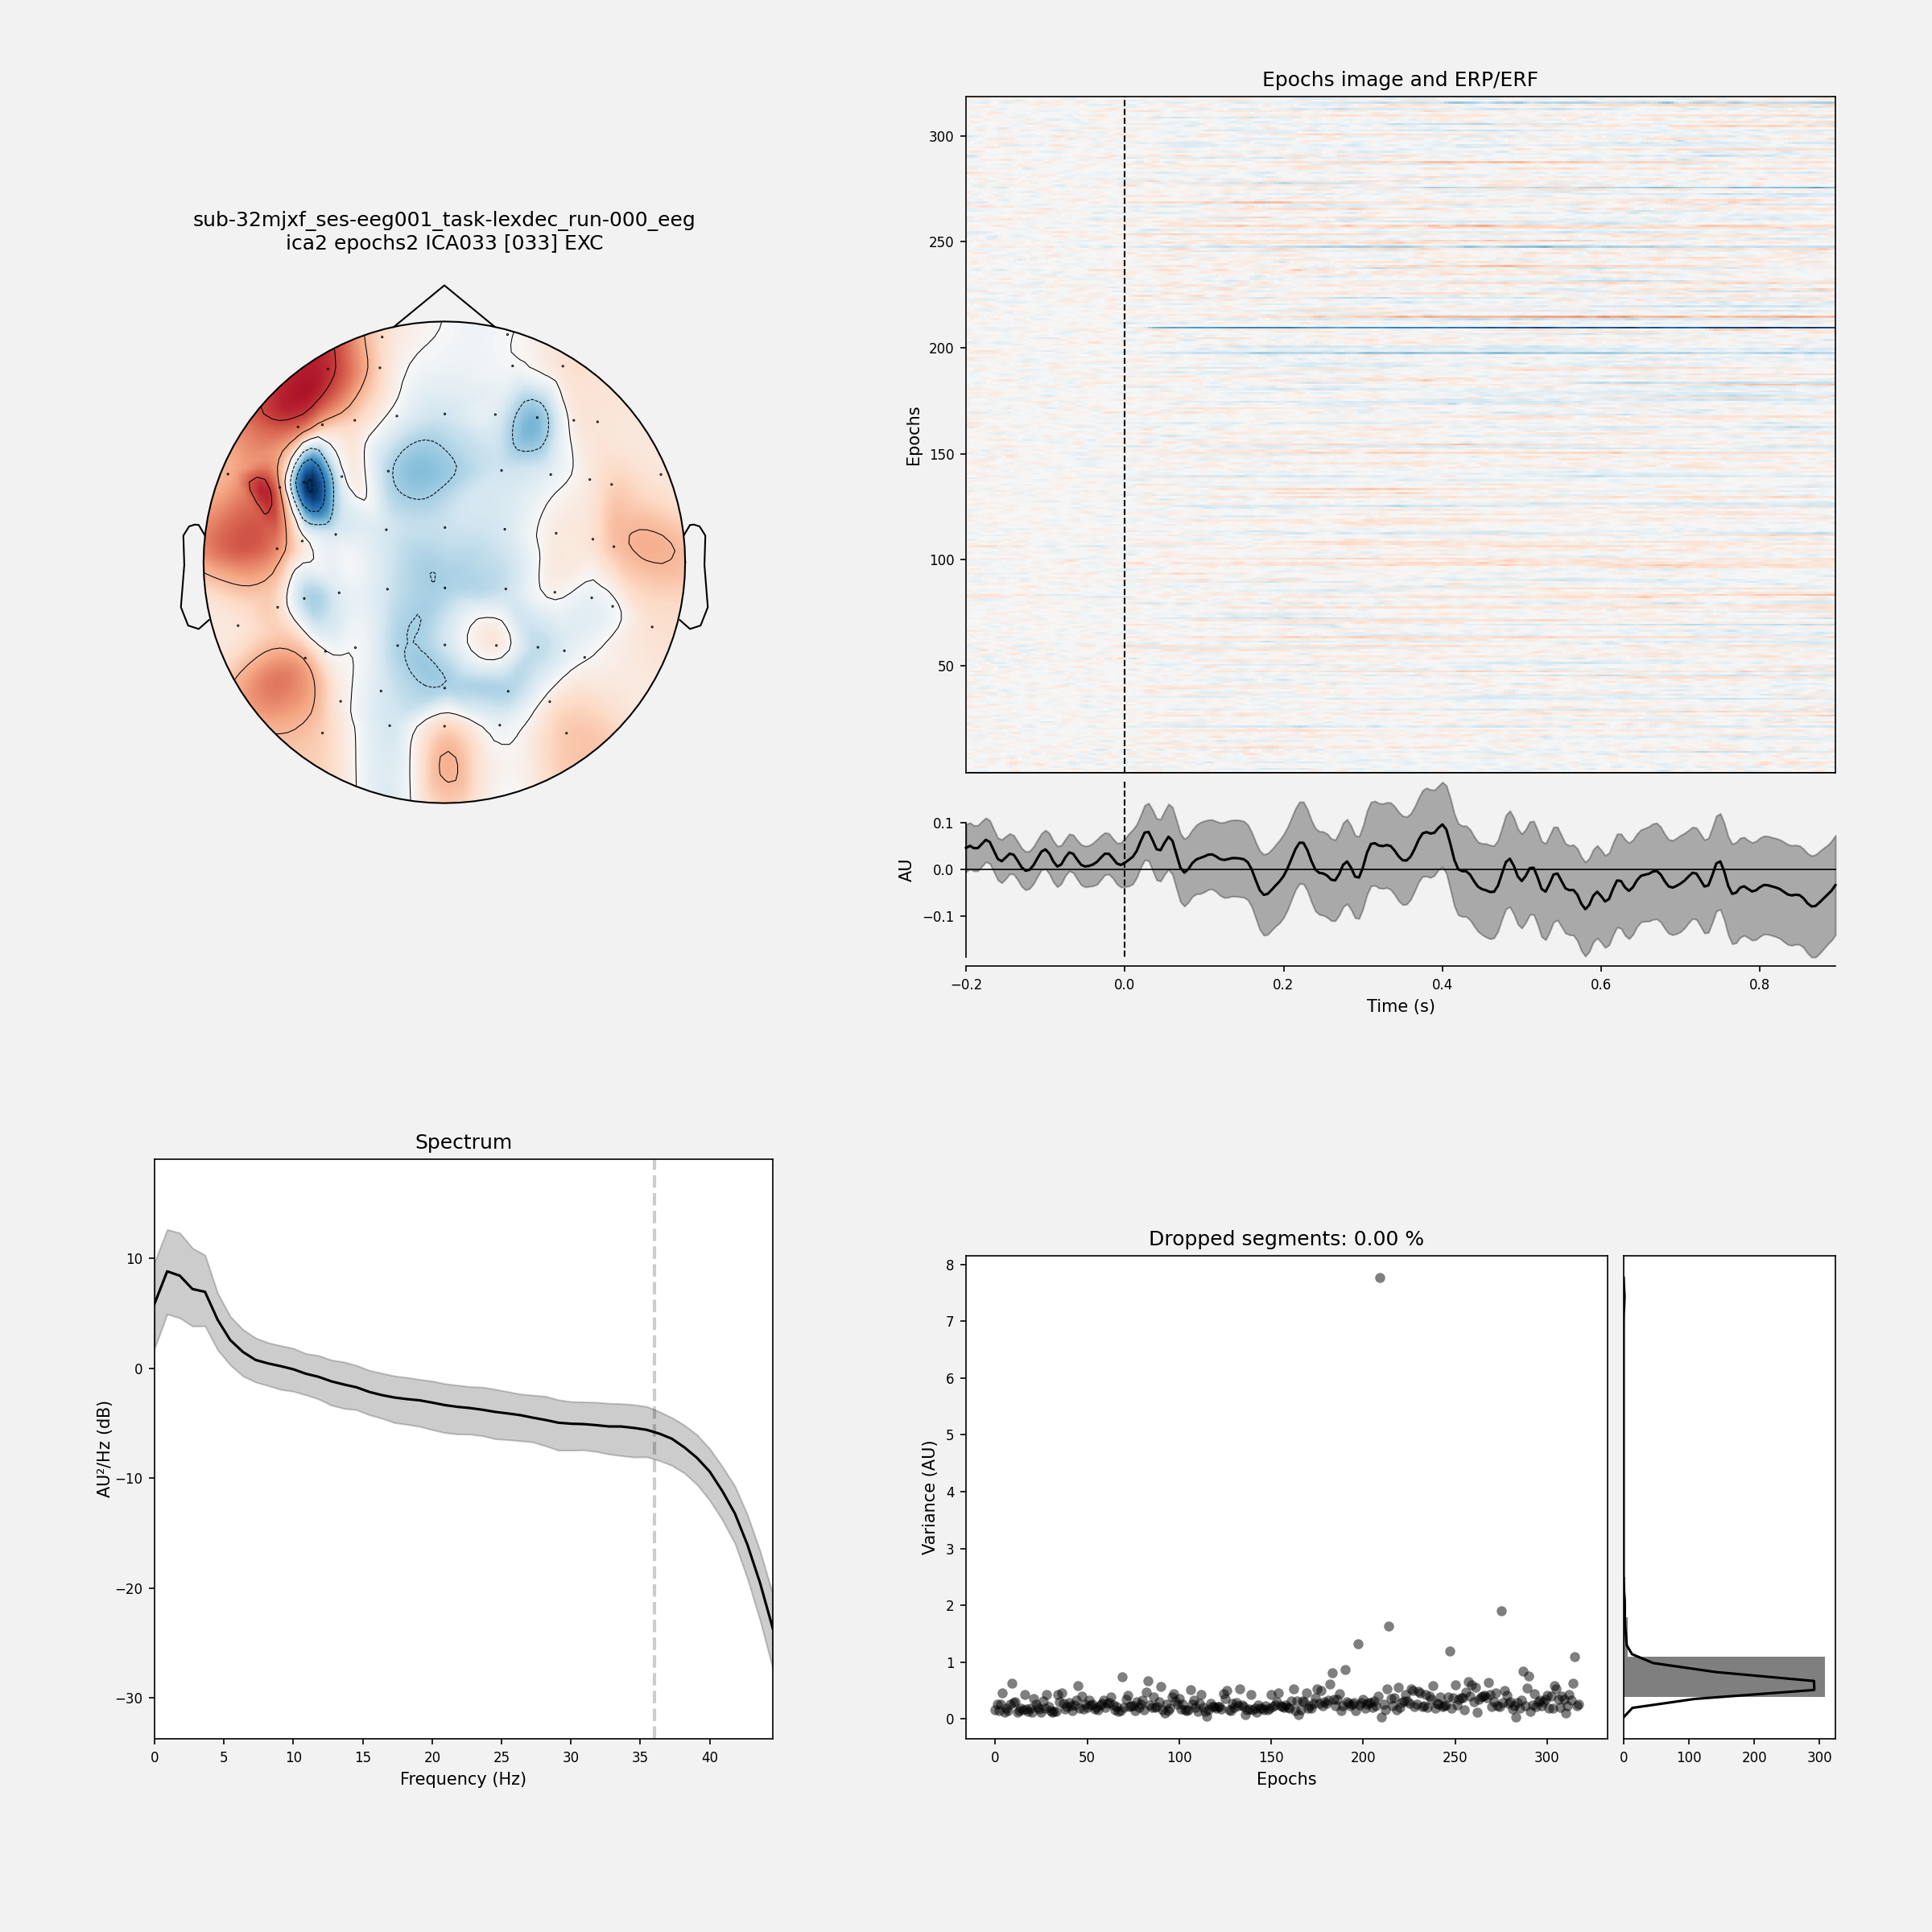 sub-32mjxf_ses-eeg001_task-lexdec_run-000_eeg
ica2 epochs2 ICA033 [033] EXC
Epochs image and ERP/ERF
300
250
200
150
100
50
Epochs
0.1
0.0
−0.1
AU
−0.2 0.0 0.2 0.4 0.6 0.8
Time (s)
Spectrum
10
0
−10
−20
−30
AU²/Hz (dB)
0 5 10 15 20 25 30 35 40
Frequency (Hz)
Dropped segments: 0.00 %
8
7
6
5
4
3
2
1
0
Variance (AU)
0 50 100 150 200 250 300
Epochs
0 100 200 300